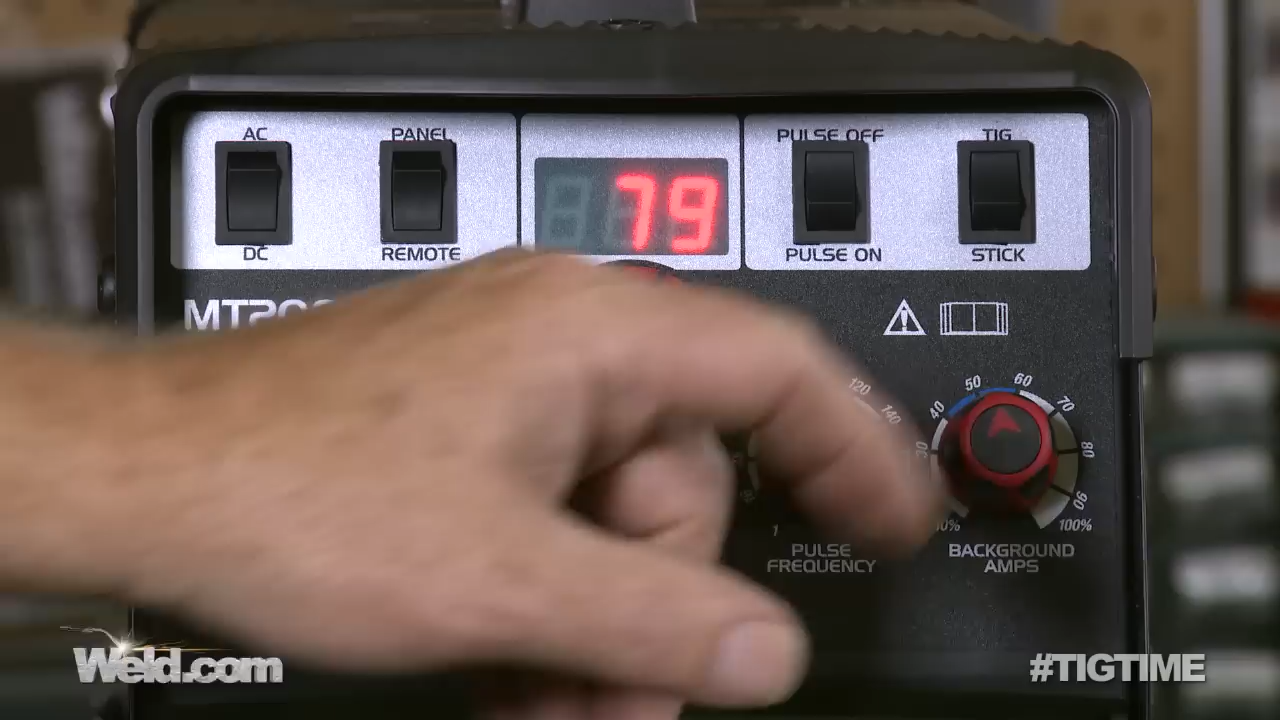 AC
PANEL
PULSE OFF
TIG
79
DC
REMOTE
PULSE ON
STICK
120
140
30
40
50
60
70
80
90
100%
1
PULSE
FREQUENCY
BACKGROUND
AMPS
Weld.com
#TIGTIME